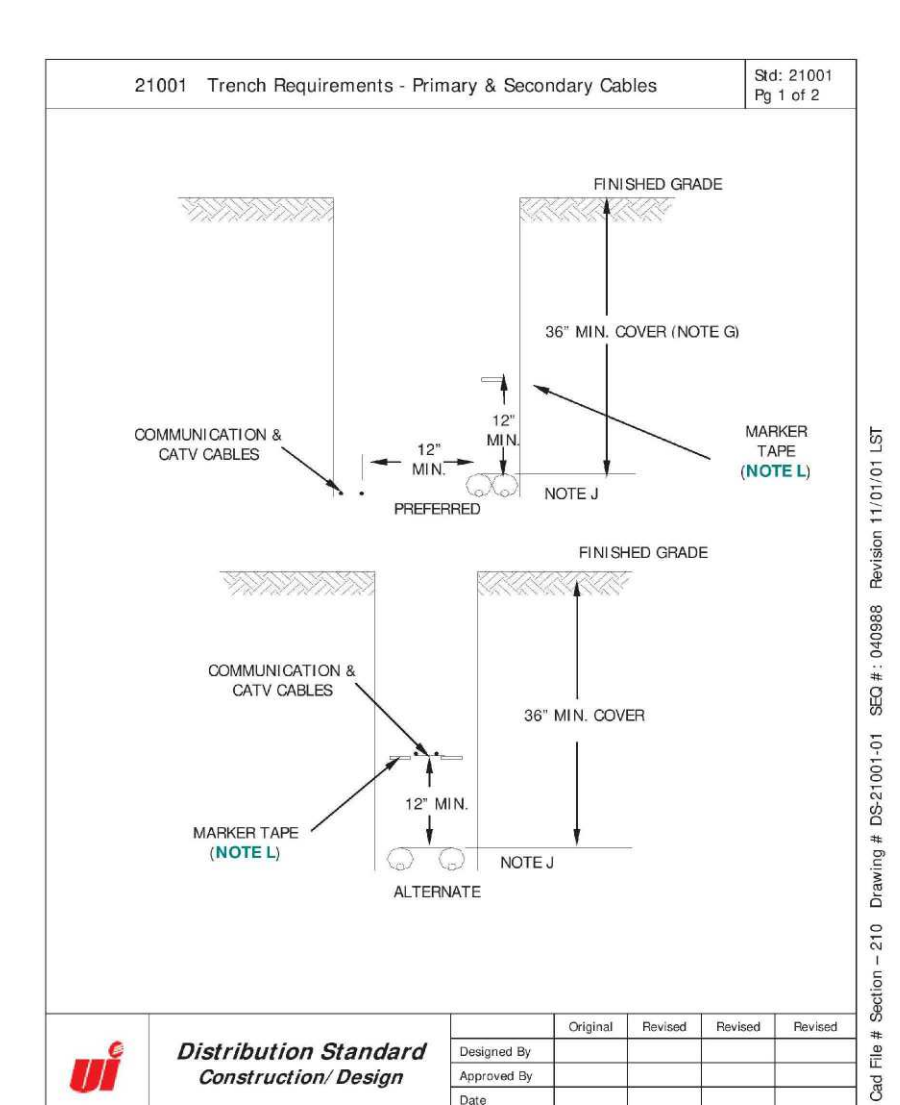 21001 Trench Requirements - Primary & Secondary Cables
Std: 21001
Pg 1 of 2
FINISHED GRADE
36" MIN. COVER (NOTE G)
12"
MIN.
COMMUNICATION &
CATV CABLES
12"
MIN.
MARKER
TAPE
(NOTE L)
NOTE J
PREFERRED
FINISHED GRADE
COMMUNICATION &
CATV CABLES
36" MIN. COVER
12" MIN.
MARKER TAPE
(NOTE L)
NOTE J
ALTERNATE
Cad File # Section – 210 Drawing # DS-21001-01 SEQ #: 040988 Revision 11/01/01 LST
UI
Distribution Standard
Construction/Design
Original Revised Revised Revised
Designed By
Approved By
Date